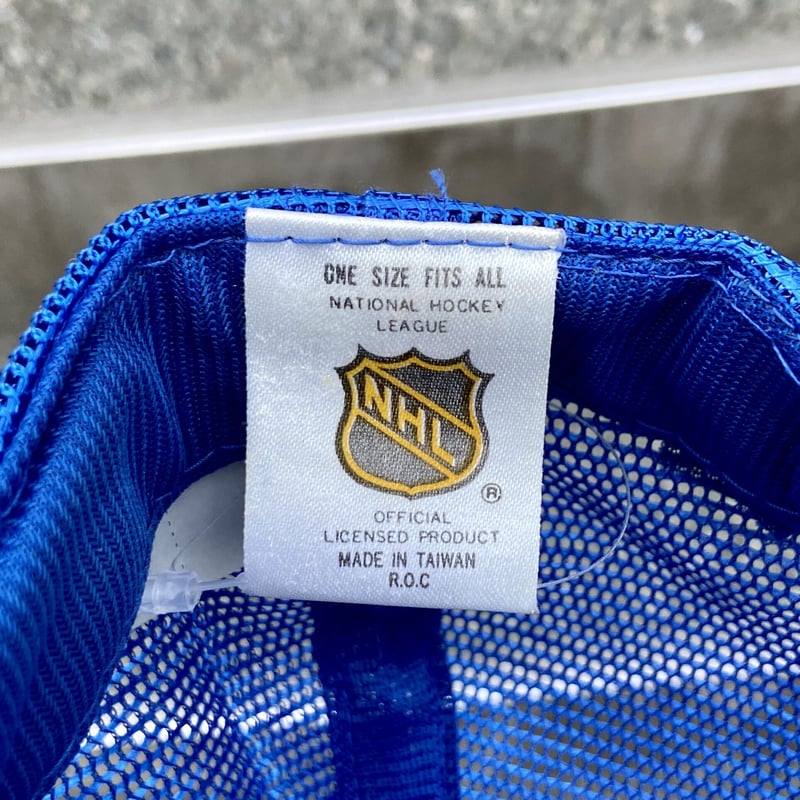 ONE SIZE FITS ALL
NATIONAL HOCKEY
LEAGUE
NHL
®
OFFICIAL
LICENSED PRODUCT
MADE IN TAIWAN
R.O.C